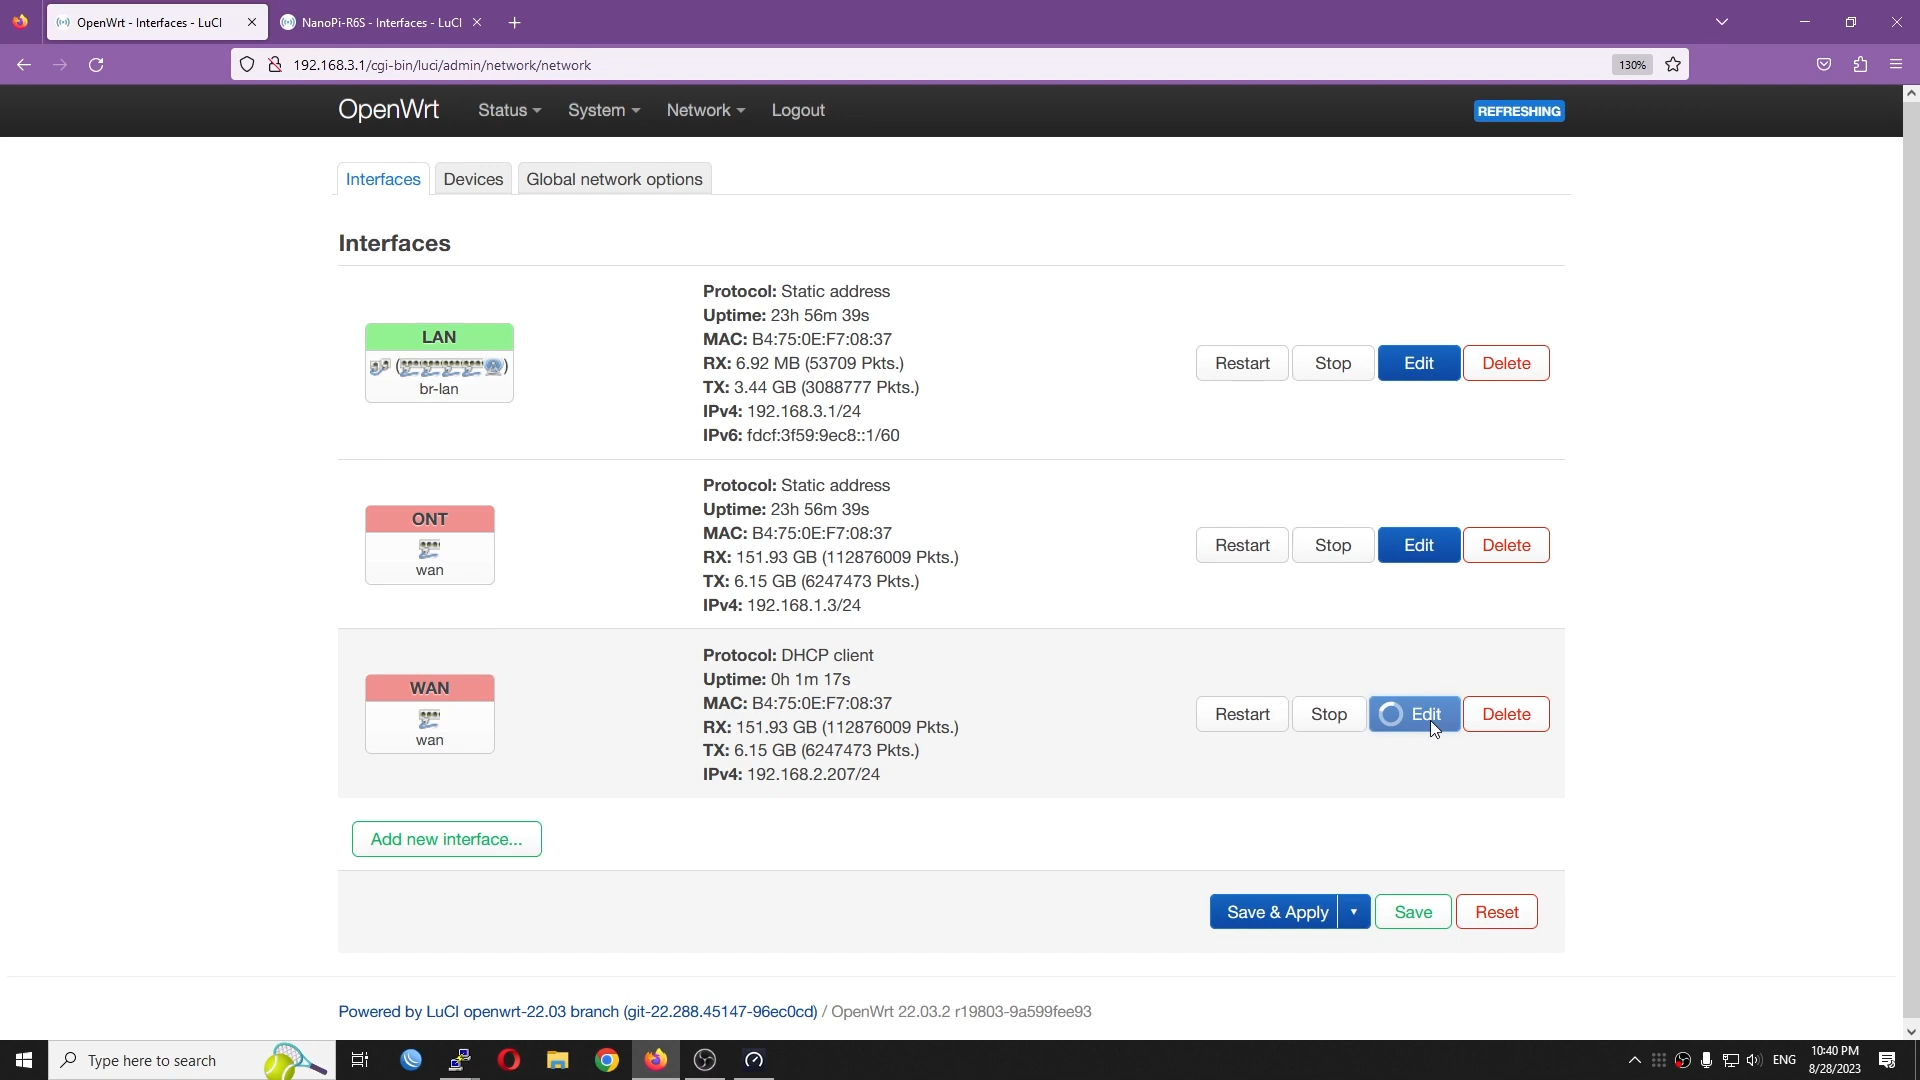 OpenWrt - Interfaces - LuCI
NanoPi-R6S - Interfaces - LuCI
192.168.3.1/cgi-bin/luci/admin/network/network
130%
OpenWrt
Status
System
Network
Logout
REFRESHING
Interfaces
Devices
Global network options
Interfaces
LAN
br-lan
Protocol: Static address
Uptime: 23h 56m 39s
MAC: B4:75:0E:F7:08:37
RX: 6.92 MB (53709 Pkts.)
TX: 3.44 GB (3088777 Pkts.)
IPv4: 192.168.3.1/24
IPv6: fdcf:3f59:9ec8::1/60
Restart
Stop
Edit
Delete
ONT
wan
Protocol: Static address
Uptime: 23h 56m 39s
MAC: B4:75:0E:F7:08:37
RX: 151.93 GB (112876009 Pkts.)
TX: 6.15 GB (6247473 Pkts.)
IPv4: 192.168.1.3/24
Restart
Stop
Edit
Delete
WAN
wan
Protocol: DHCP client
Uptime: 0h 1m 17s
MAC: B4:75:0E:F7:08:37
RX: 151.93 GB (112876009 Pkts.)
TX: 6.15 GB (6247473 Pkts.)
IPv4: 192.168.2.207/24
Restart
Stop
Edit
Delete
Add new interface...
Save & Apply
Save
Reset
Powered by LuCI openwrt-22.03 branch (git-22.288.45147-96ec0cd) / OpenWrt 22.03.2 r19803-9a599fee93
Type here to search
ENG
10:40 PM
8/28/2023